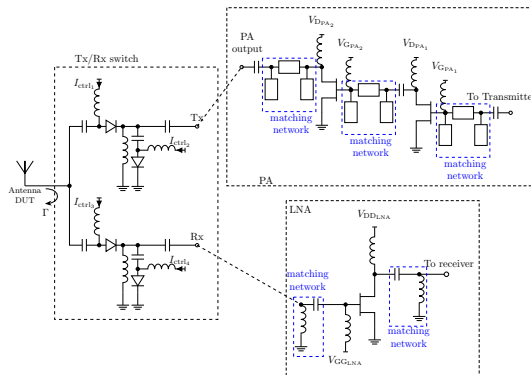 V_DPA2
PA
output
V_GPA2
V_DPA1
V_GPA1
Tx/Rx switch
I_ctrl1
To Transmitte
matching
network
matching
network
matching
network
Tx
I_ctrl2
PA
Antenna
DUT
Γ
I_ctrl3
LNA
V_DDLNA
Rx
I_ctrl4
To receiver
matching
network
matching
network
V_GGLNA